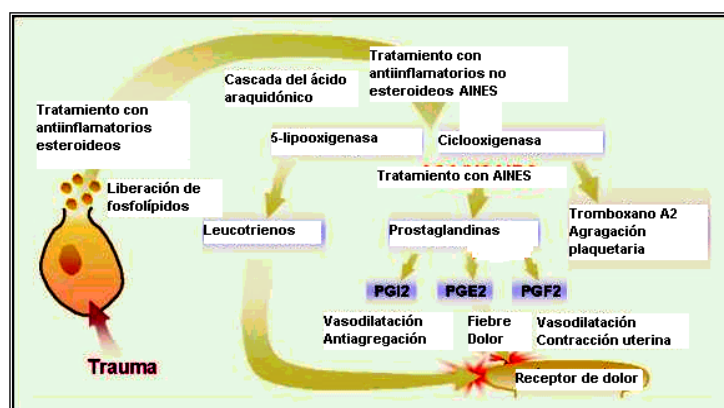 Tratamiento con
antiinflamatorios no
esteroideos AINES
Cascada del ácido
araquidónico
Tratamiento con
antiinflamatorios
esteroideos
5-lipooxigenasa
Ciclooxigenasa
Tratamiento con AINES
Liberación de
fosfolípidos
Leucotrienos
Prostaglandinas
Tromboxano A2
Agragación
plaquetaria
PGI2
PGE2
PGF2
Vasodilatación
Antiagregación
Fiebre
Dolor
Vasodilatación
Contracción uterina
Trauma
Receptor de dolor